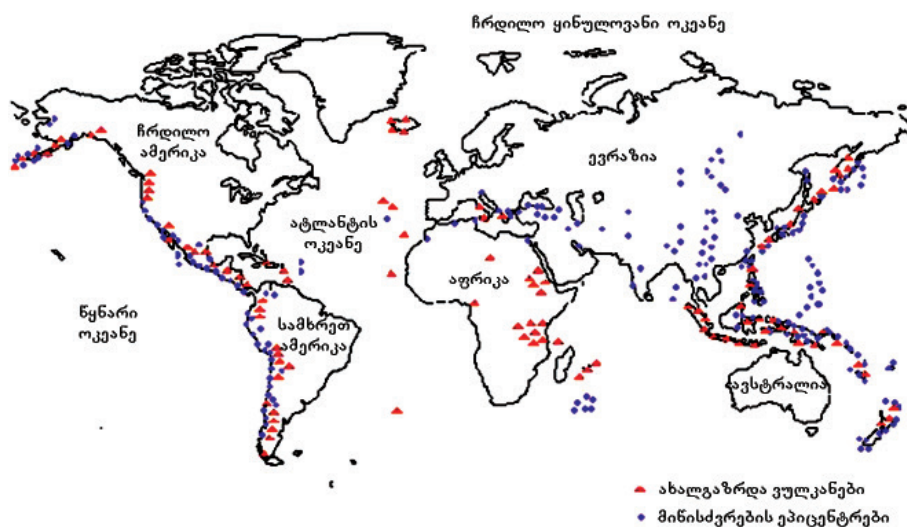 ჩრდილო ყინულოვანი ოკეანე
ჩრდილო
ამერიკა
ევრაზია
ატლანტის
ოკეანე
აფრიკა
წყნარი
ოკეანე
სამხრეთ
ამერიკა
ავსტრალია
ახალგაზრდა ვულკანები
მიწისძვრების ეპიცენტრები